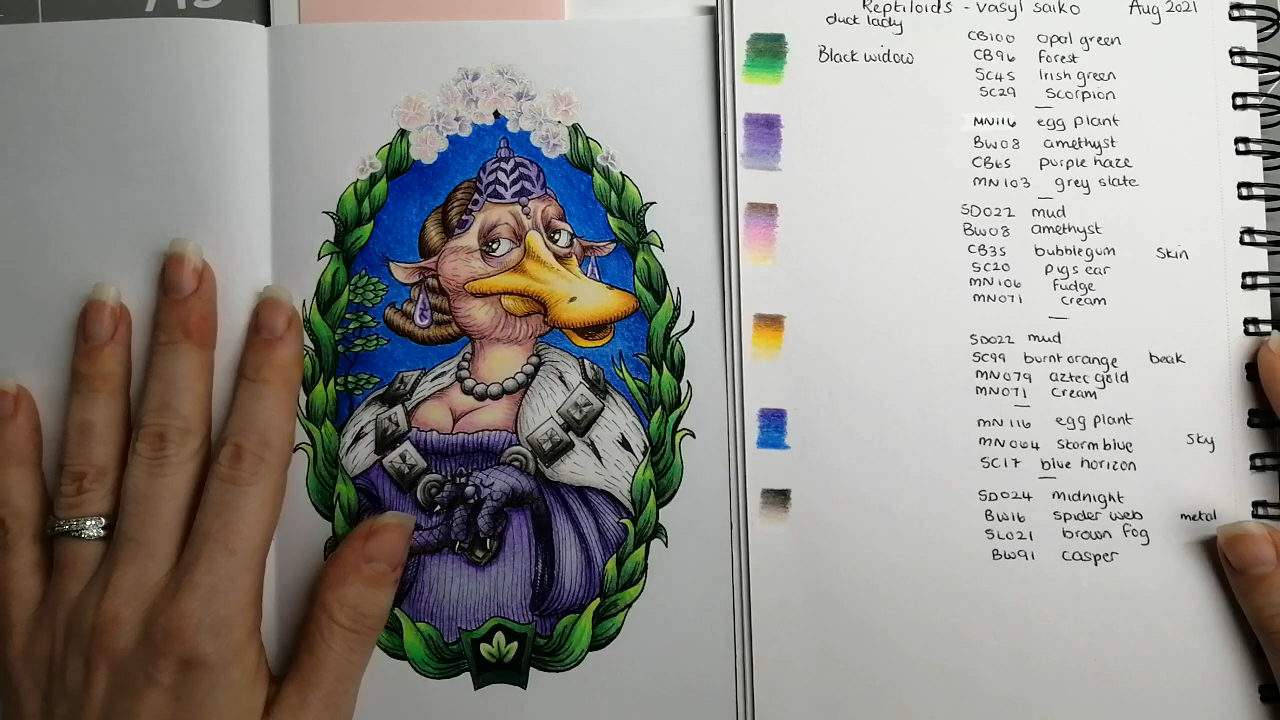 A3
Reptiloids - vasyl saiko Aug 2021
duck lady
Black widow
CB100 opal green
CB96 Forest
SC45 Irish green
SC29 Scorpion
MN116 egg plant
BW08 amethyst
CB65 purple haze
MN103 grey slate
SD022 mud
BW08 amethyst
CB35 bubblegum Skin
SC20 pigs ear
MN106 Fudge
MN071 cream
SD022 mud
SC99 burnt orange beak
MN079 aztec gold
MN071 cream
MN116 egg plant
MN064 storm blue Sky
SC17 blue horizon
SD024 midnight
BW16 spider web metal
SL021 brown fog
BW91 casper